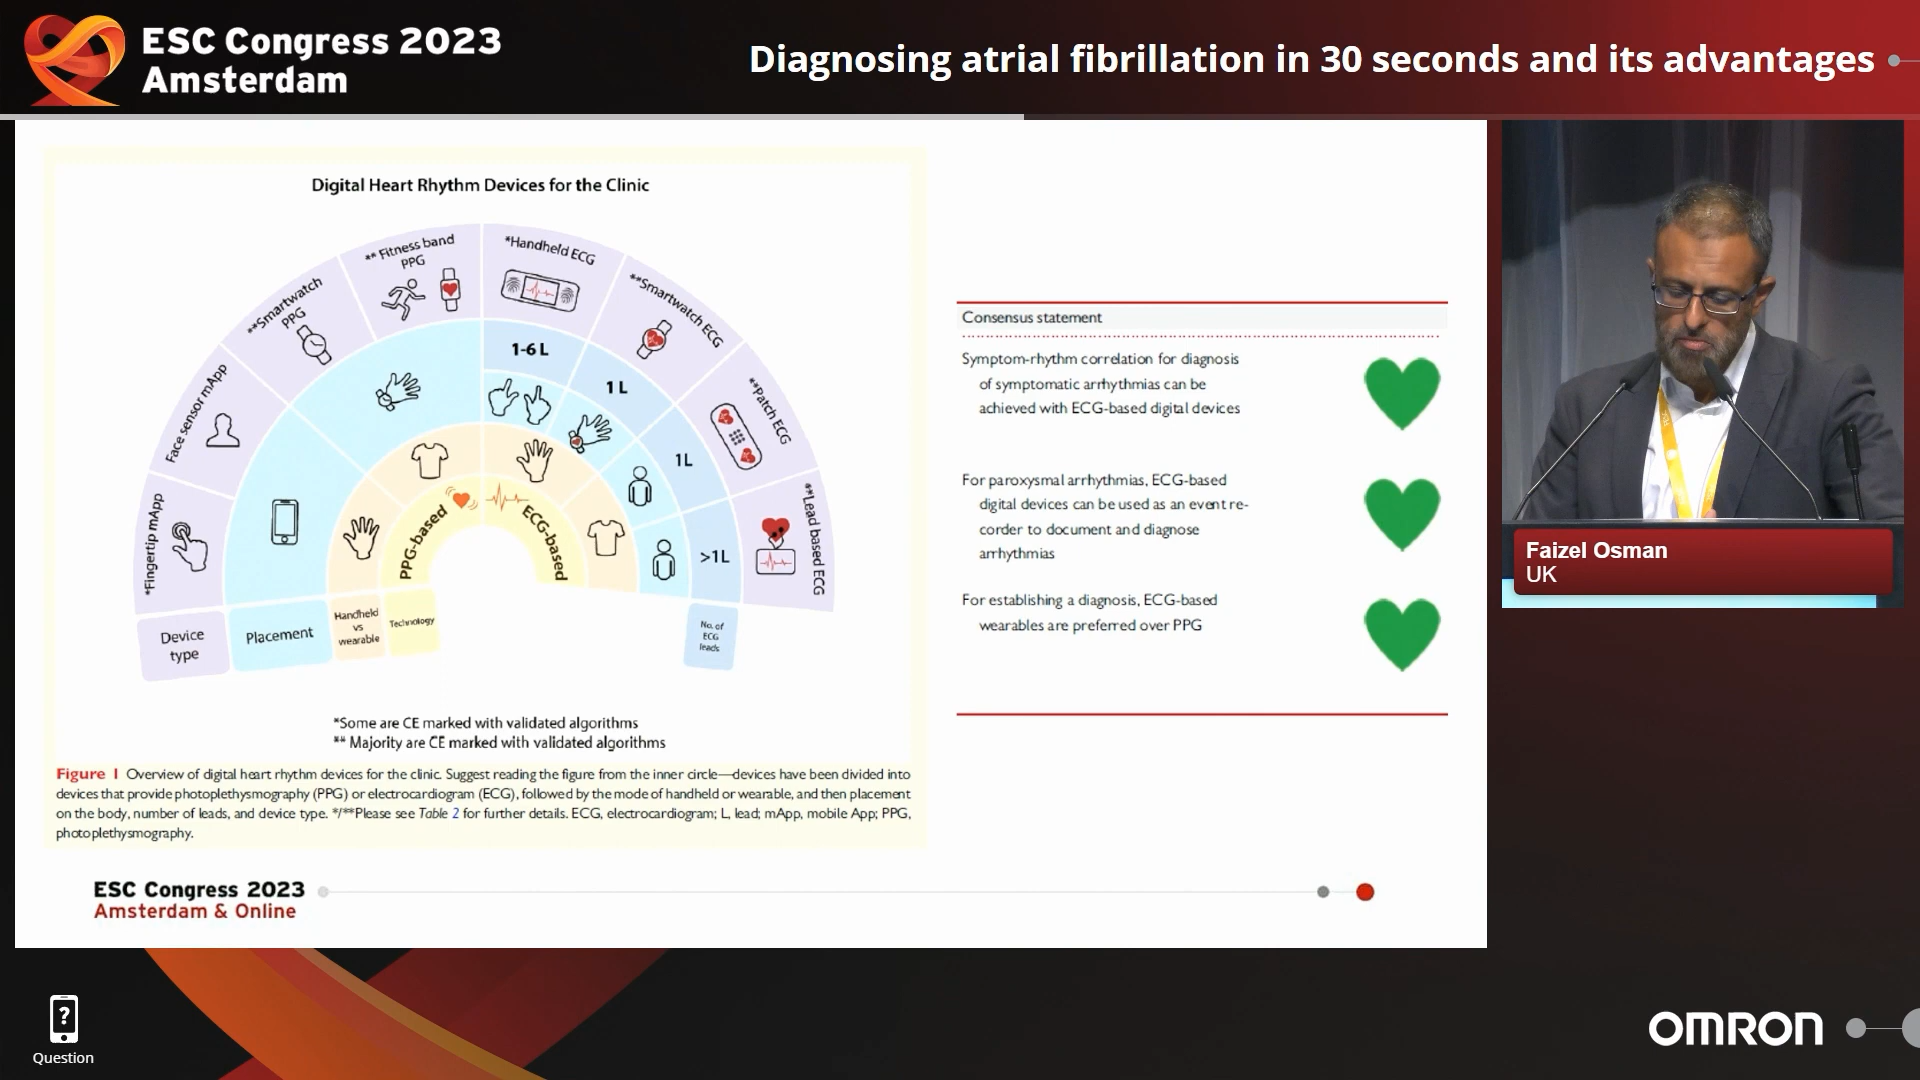 ESC Congress 2023
Amsterdam
Diagnosing atrial fibrillation in 30 seconds and its advantages
Digital Heart Rhythm Devices for the Clinic
*Fingertip mApp
Face sensor mApp
**Smartwatch
PPG
** Fitness band
PPG
*Handheld ECG
**Smartwatch ECG
**Patch ECG
**Lead based ECG
1-6 L
1 L
1L
>1L
PPG-based
ECG-based
Device
type
Placement
Handheld
vs
wearable
Technology
No. of
ECG
leads
*Some are CE marked with validated algorithms
** Majority are CE marked with validated algorithms
Figure 1 Overview of digital heart rhythm devices for the clinic. Suggest reading the figure from the inner circle—devices have been divided into
devices that provide photoplethysmography (PPG) or electrocardiogram (ECG), followed by the mode of handheld or wearable, and then placement
on the body, number of leads, and device type. */**Please see Table 2 for further details. ECG, electrocardiogram; L, lead; mApp, mobile App; PPG,
photoplethysmography.
Consensus statement
Symptom-rhythm correlation for diagnosis
of symptomatic arrhythmias can be
achieved with ECG-based digital devices
For paroxysmal arrhythmias, ECG-based
digital devices can be used as an event re-
corder to document and diagnose
arrhythmias
For establishing a diagnosis, ECG-based
wearables are preferred over PPG
ESC Congress 2023
Amsterdam & Online
Faizel Osman
UK
?
Question
OMRON